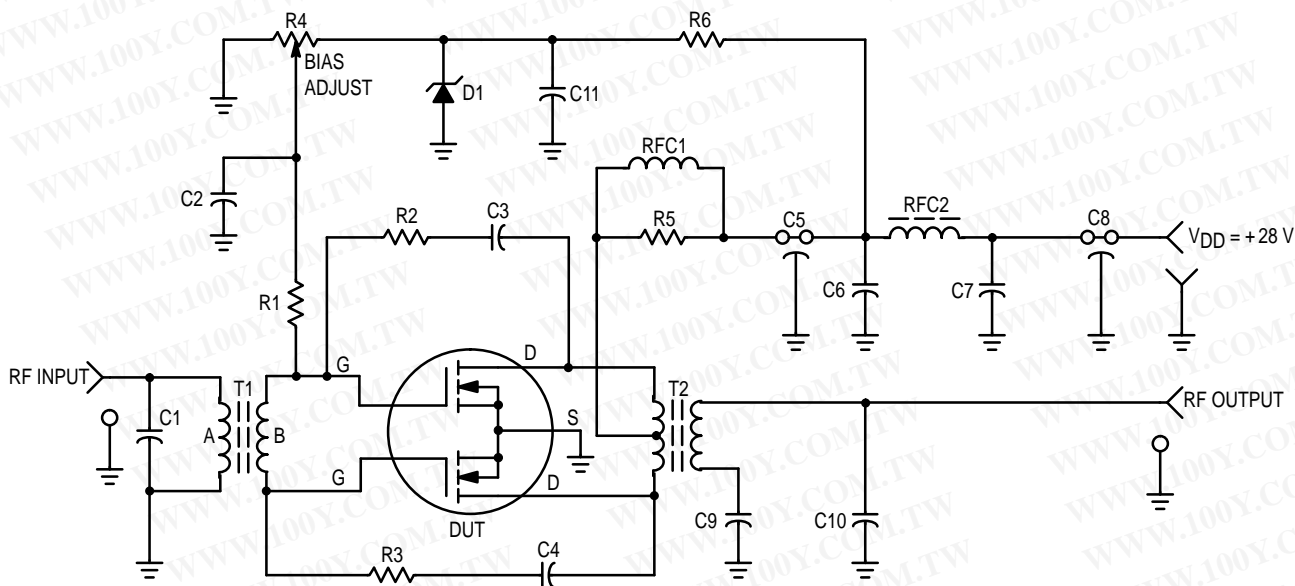 R4
R6
BIAS
ADJUST
D1
C11
RFC1
C2
R2
C3
R5
C5
RFC2
C8
VDD = +28 V
R1
C6
C7
RF INPUT
C1
T1
A
B
G
D
S
G
D
DUT
T2
RF OUTPUT
C9
C10
R3
C4
WWW.100Y.COM.TW